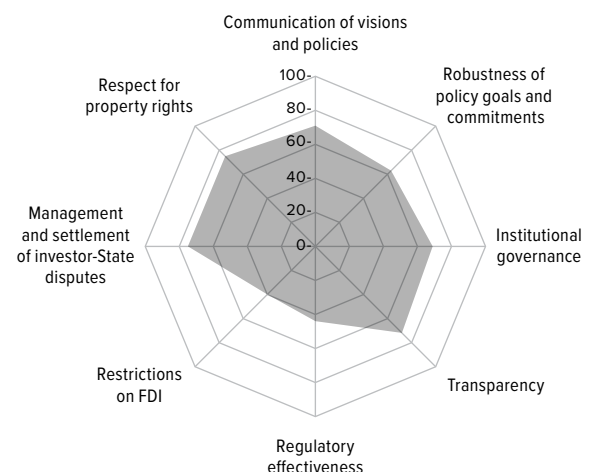 Communication of visions
and policies
Robustness of
policy goals and
commitments
Institutional
governance
Transparency
Regulatory
effectiveness
Restrictions
on FDI
Management
and settlement
of investor-State
disputes
Respect for
property rights
100-
80-
60-
40-
20-
0-